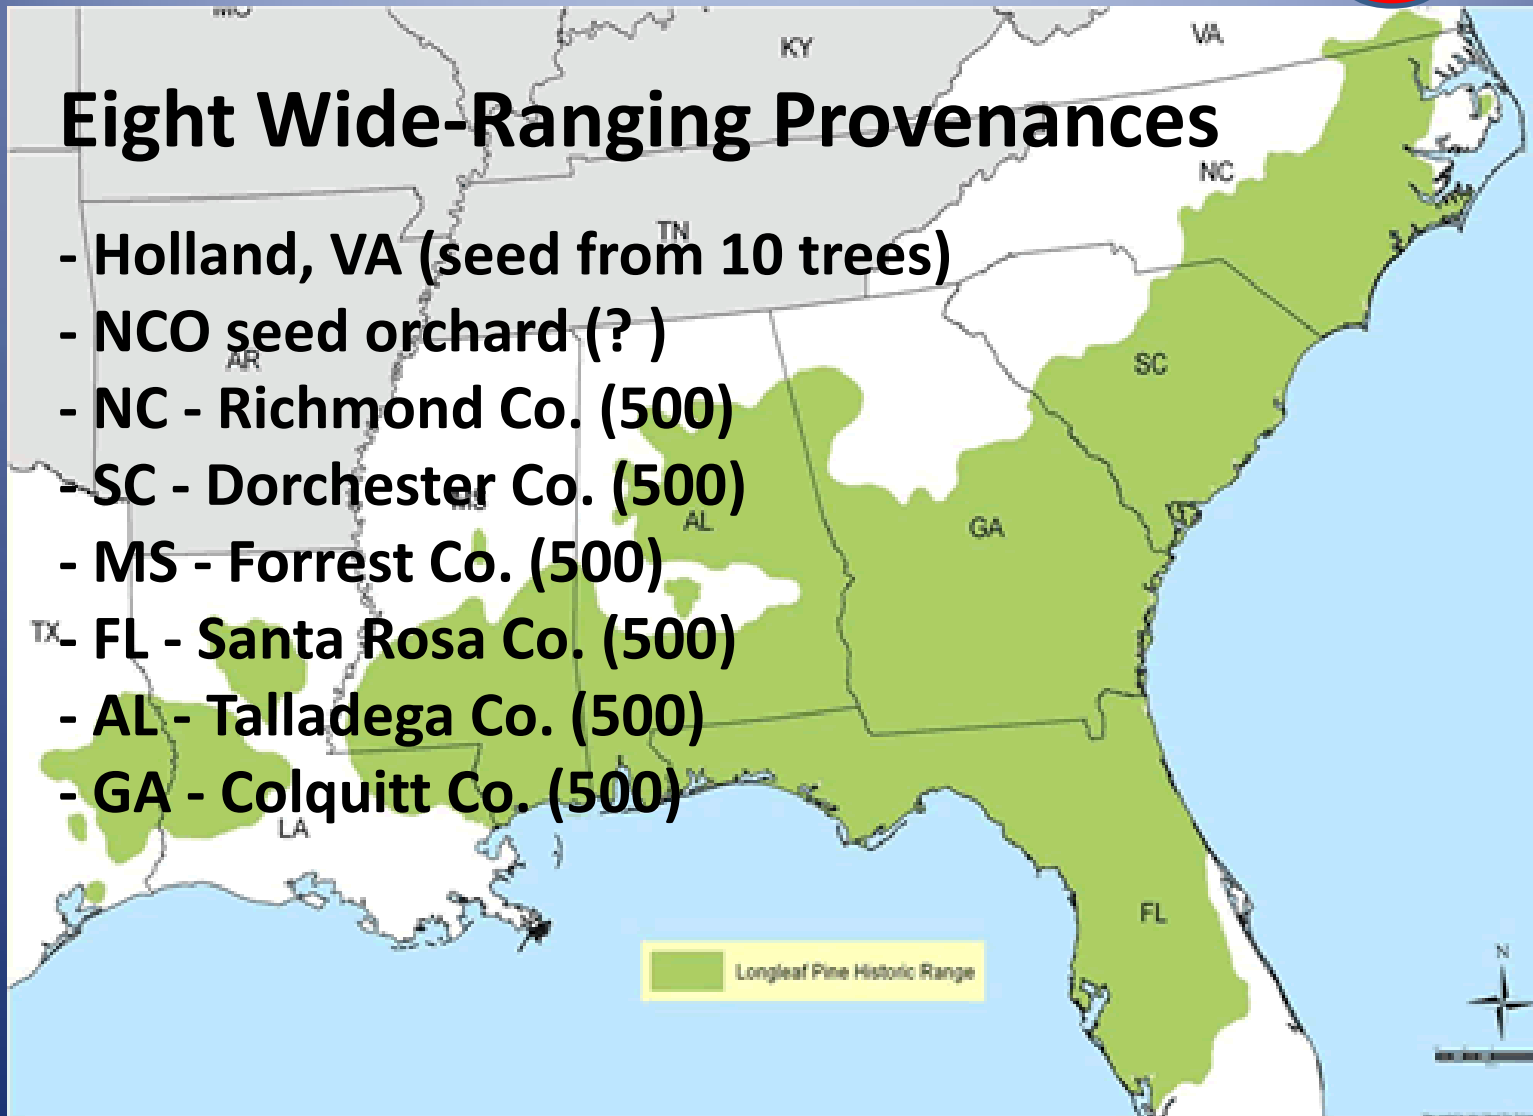 MO
KY
VA
Eight Wide-Ranging Provenances
NC
TN
- Holland, VA (seed from 10 trees)
- NCO seed orchard (? )
AR
SC
- NC - Richmond Co. (500)
- SC - Dorchester Co. (500)
MS
AL
GA
- MS - Forrest Co. (500)
TX
- FL - Santa Rosa Co. (500)
- AL - Talladega Co. (500)
- GA - Colquitt Co. (500)
LA
FL
Longleaf Pine Historic Range
N